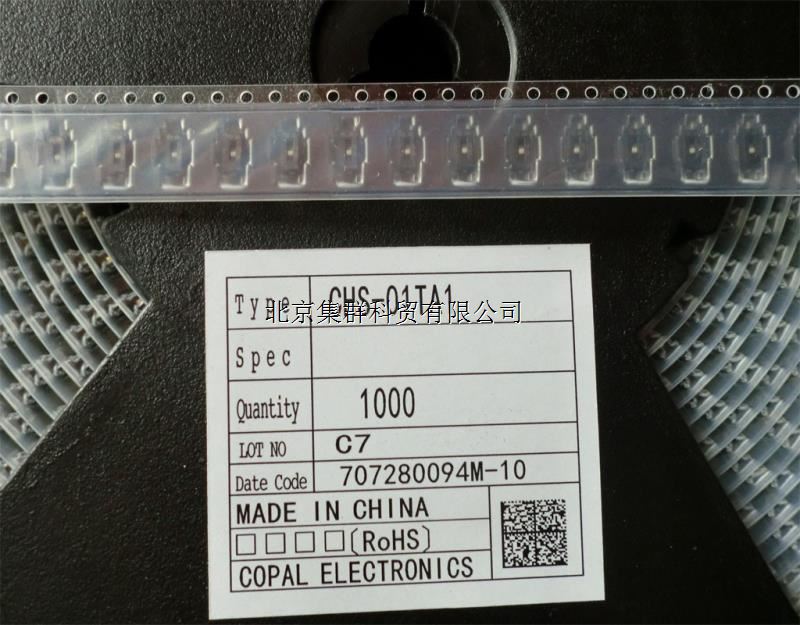 Type CHS-01TA1
北京集群科贸有限公司
Spec
Quantity 1000
LOT NO C7
Date Code 707280094M-10
MADE IN CHINA
□□□□(RoHS)
COPAL ELECTRONICS